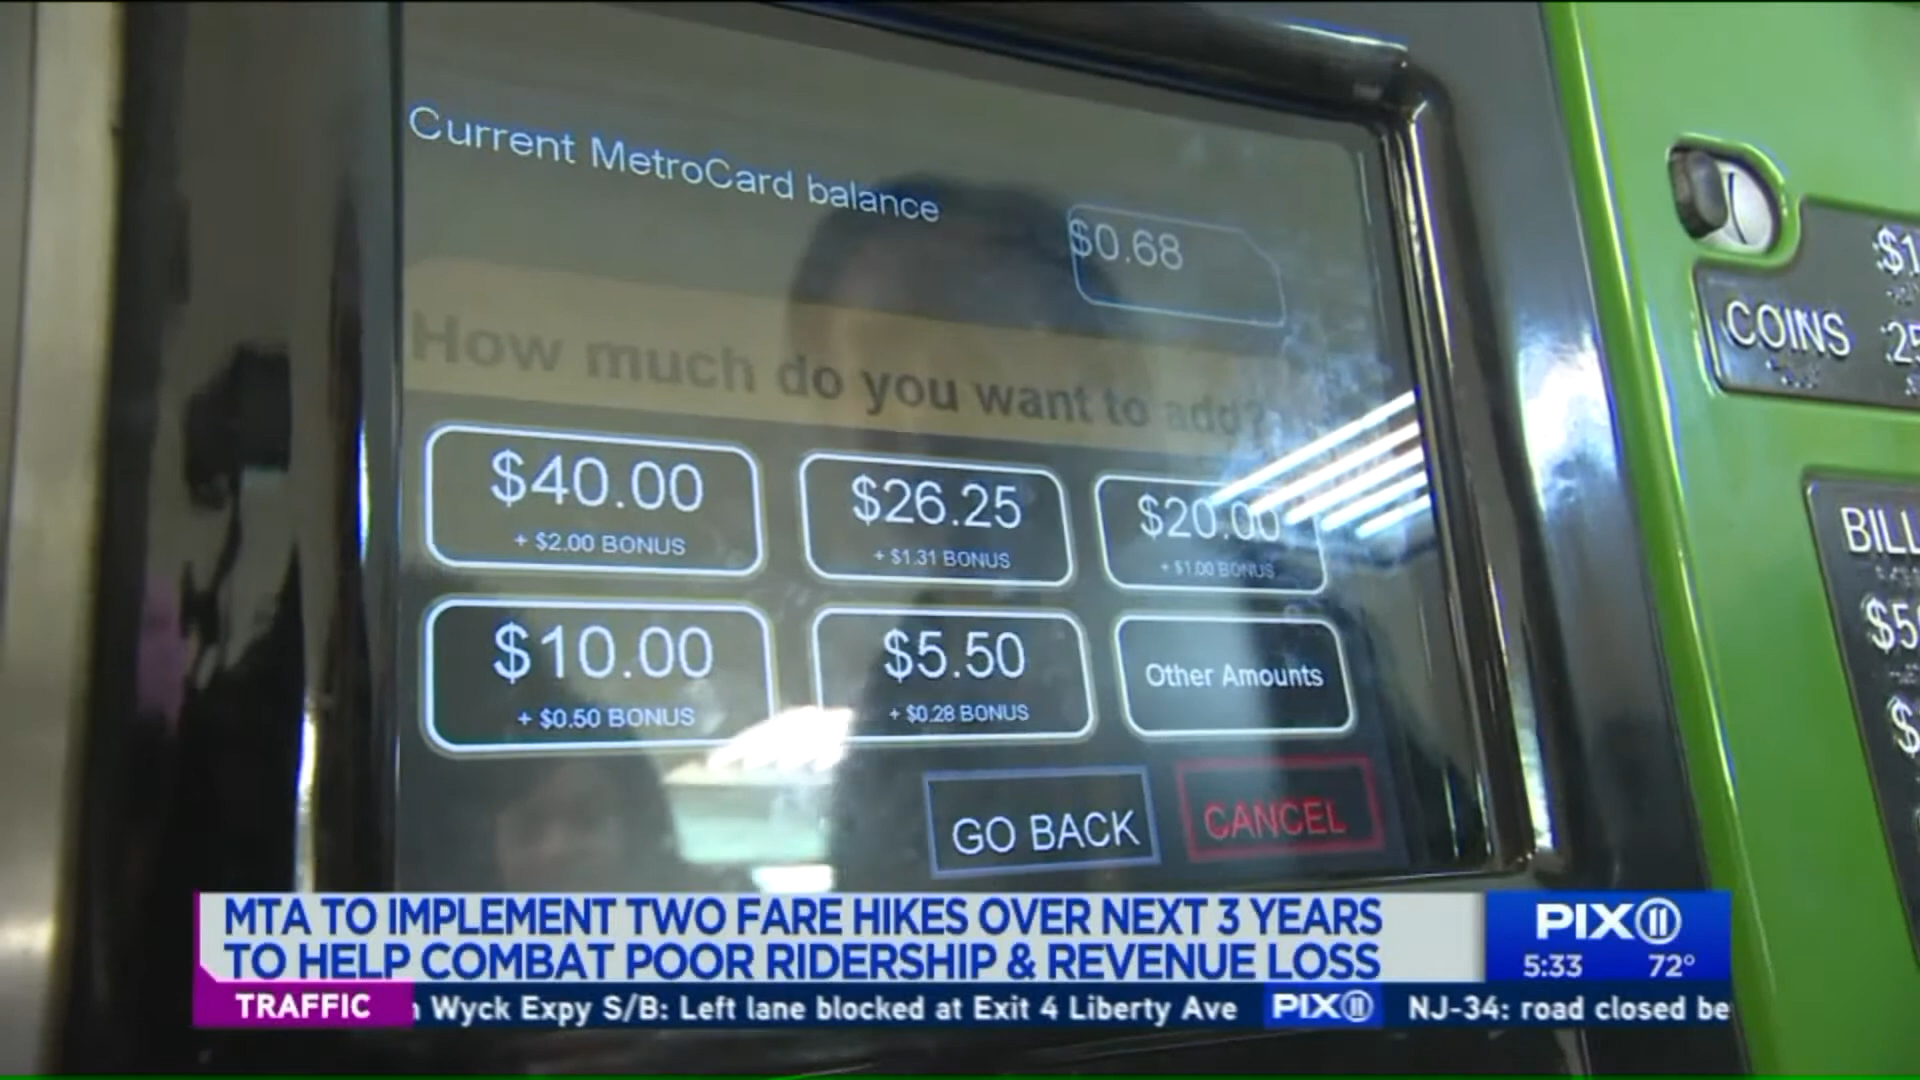 Current MetroCard balance
$0.68
How much do you want to add?
$40.00
+ $2.00 BONUS
$26.25
+ $1.31 BONUS
$20.00
+ $1.00 BONUS
$10.00
+ $0.50 BONUS
$5.50
+ $0.28 BONUS
Other Amounts
GO BACK
CANCEL
COINS
BILL
MTA TO IMPLEMENT TWO FARE HIKES OVER NEXT 3 YEARS
TO HELP COMBAT POOR RIDERSHIP & REVENUE LOSS
PIX11
5:33 72°
TRAFFIC
Wyck Expy S/B: Left lane blocked at Exit 4 Liberty Ave PIX11 NJ-34: road closed be